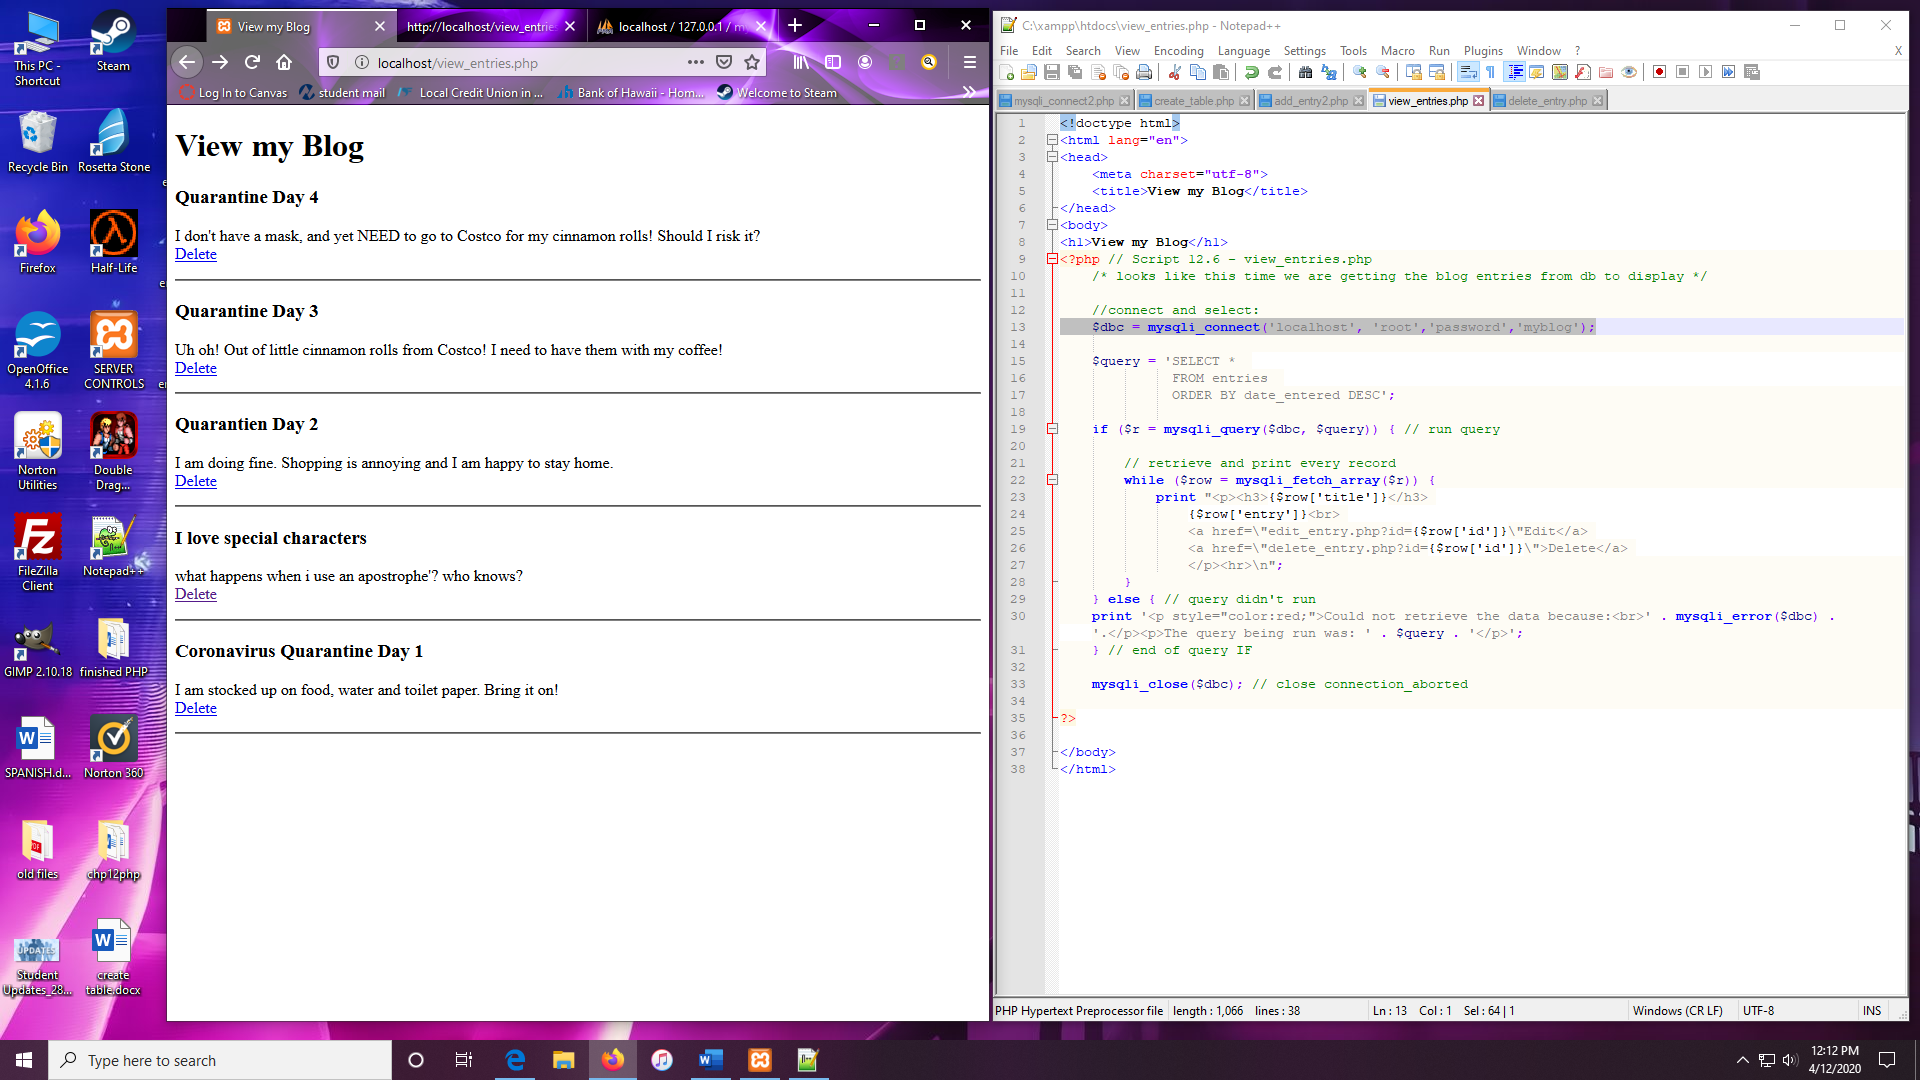 This PC - Shortcut
Steam
Recycle Bin
Rosetta Stone
Firefox
Half-Life
OpenOffice 4.1.6
SERVER CONTROLS
Norton Utilities
Double Drag...
FileZilla Client
Notepad++
GIMP 2.10.18
finished PHP
SPANISH.d...
Norton 360
old files
chp12php
Student Updates_28...
create table.docx
View my Blog
http://localhost/view_entrie
localhost / 127.0.0.1 / my
localhost/view_entries.php
Log In to Canvas
student mail
Local Credit Union in ...
Bank of Hawaii - Hom...
Welcome to Steam
View my Blog
Quarantine Day 4
I don't have a mask, and yet NEED to go to Costco for my cinnamon rolls! Should I risk it?
Delete
Quarantine Day 3
Uh oh! Out of little cinnamon rolls from Costco! I need to have them with my coffee!
Delete
Quarantien Day 2
I am doing fine. Shopping is annoying and I am happy to stay home.
Delete
I love special characters
what happens when i use an apostrophe'? who knows?
Delete
Coronavirus Quarantine Day 1
I am stocked up on food, water and toilet paper. Bring it on!
Delete
C:\xampp\htdocs\view_entries.php - Notepad++
File Edit Search View Encoding Language Settings Tools Macro Run Plugins Window ? X
mysqli_connect2.php create_table.php add_entry2.php view_entries.php delete_entry.php
1 <!doctype html>
2 <html lang="en">
3 <head>
4 <meta charset="utf-8">
5 <title>View my Blog</title>
6 </head>
7 <body>
8 <h1>View my Blog</h1>
9 <?php // Script 12.6 - view_entries.php
10 /* looks like this time we are getting the blog entries from db to display */
11
12 //connect and select:
13 $dbc = mysqli_connect('localhost', 'root','password','myblog');
14
15 $query = 'SELECT *
16 FROM entries
17 ORDER BY date_entered DESC';
18
19 if ($r = mysqli_query($dbc, $query)) { // run query
20
21 // retrieve and print every record
22 while ($row = mysqli_fetch_array($r)) {
23 print "<p><h3>{$row['title']}</h3>
24 {$row['entry']}<br>
25 <a href=\"edit_entry.php?id={$row['id']}\"Edit</a>
26 <a href=\"delete_entry.php?id={$row['id']}\">Delete</a>
27 </p><hr>\n";
28 }
29 } else { // query didn't run
30 print '<p style="color:red;">Could not retrieve the data because:<br>' . mysqli_error($dbc) .
'.</p><p>The query being run was: ' . $query . '</p>';
31 } // end of query IF
32
33 mysqli_close($dbc); // close connection_aborted
34
35 ?>
36
37 </body>
38 </html>
PHP Hypertext Preprocessor file length : 1,066 lines : 38 Ln : 13 Col : 1 Sel : 64 | 1 Windows (CR LF) UTF-8 INS
Type here to search
12:12 PM
4/12/2020